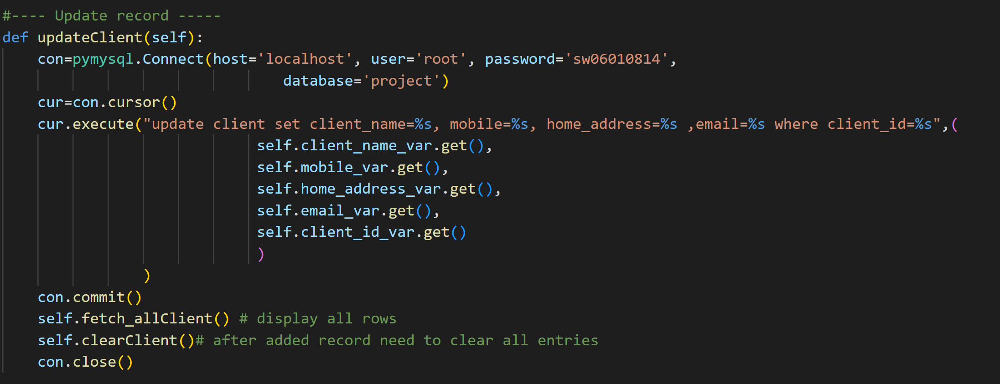 #---- Update record -----
def updateClient(self):
    con=pymysql.Connect(host='localhost', user='root', password='sw06010814',
                                database='project')
    cur=con.cursor()
    cur.execute("update client set client_name=%s, mobile=%s, home_address=%s ,email=%s where client_id=%s",(
                             self.client_name_var.get(),
                             self.mobile_var.get(),
                             self.home_address_var.get(),
                             self.email_var.get(),
                             self.client_id_var.get()
                             )
                )
    con.commit()
    self.fetch_allClient() # display all rows
    self.clearClient()# after added record need to clear all entries
    con.close()